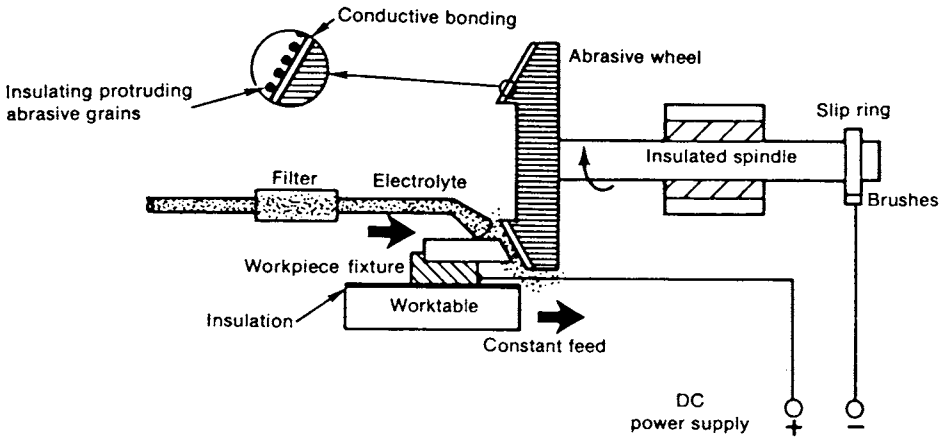 Conductive bonding
Abrasive wheel
Insulating protruding
abrasive grains
Slip ring
Insulated spindle
Filter
Electrolyte
Brushes
Workpiece fixture
Worktable
Insulation
Constant feed
DC
power supply
+
−